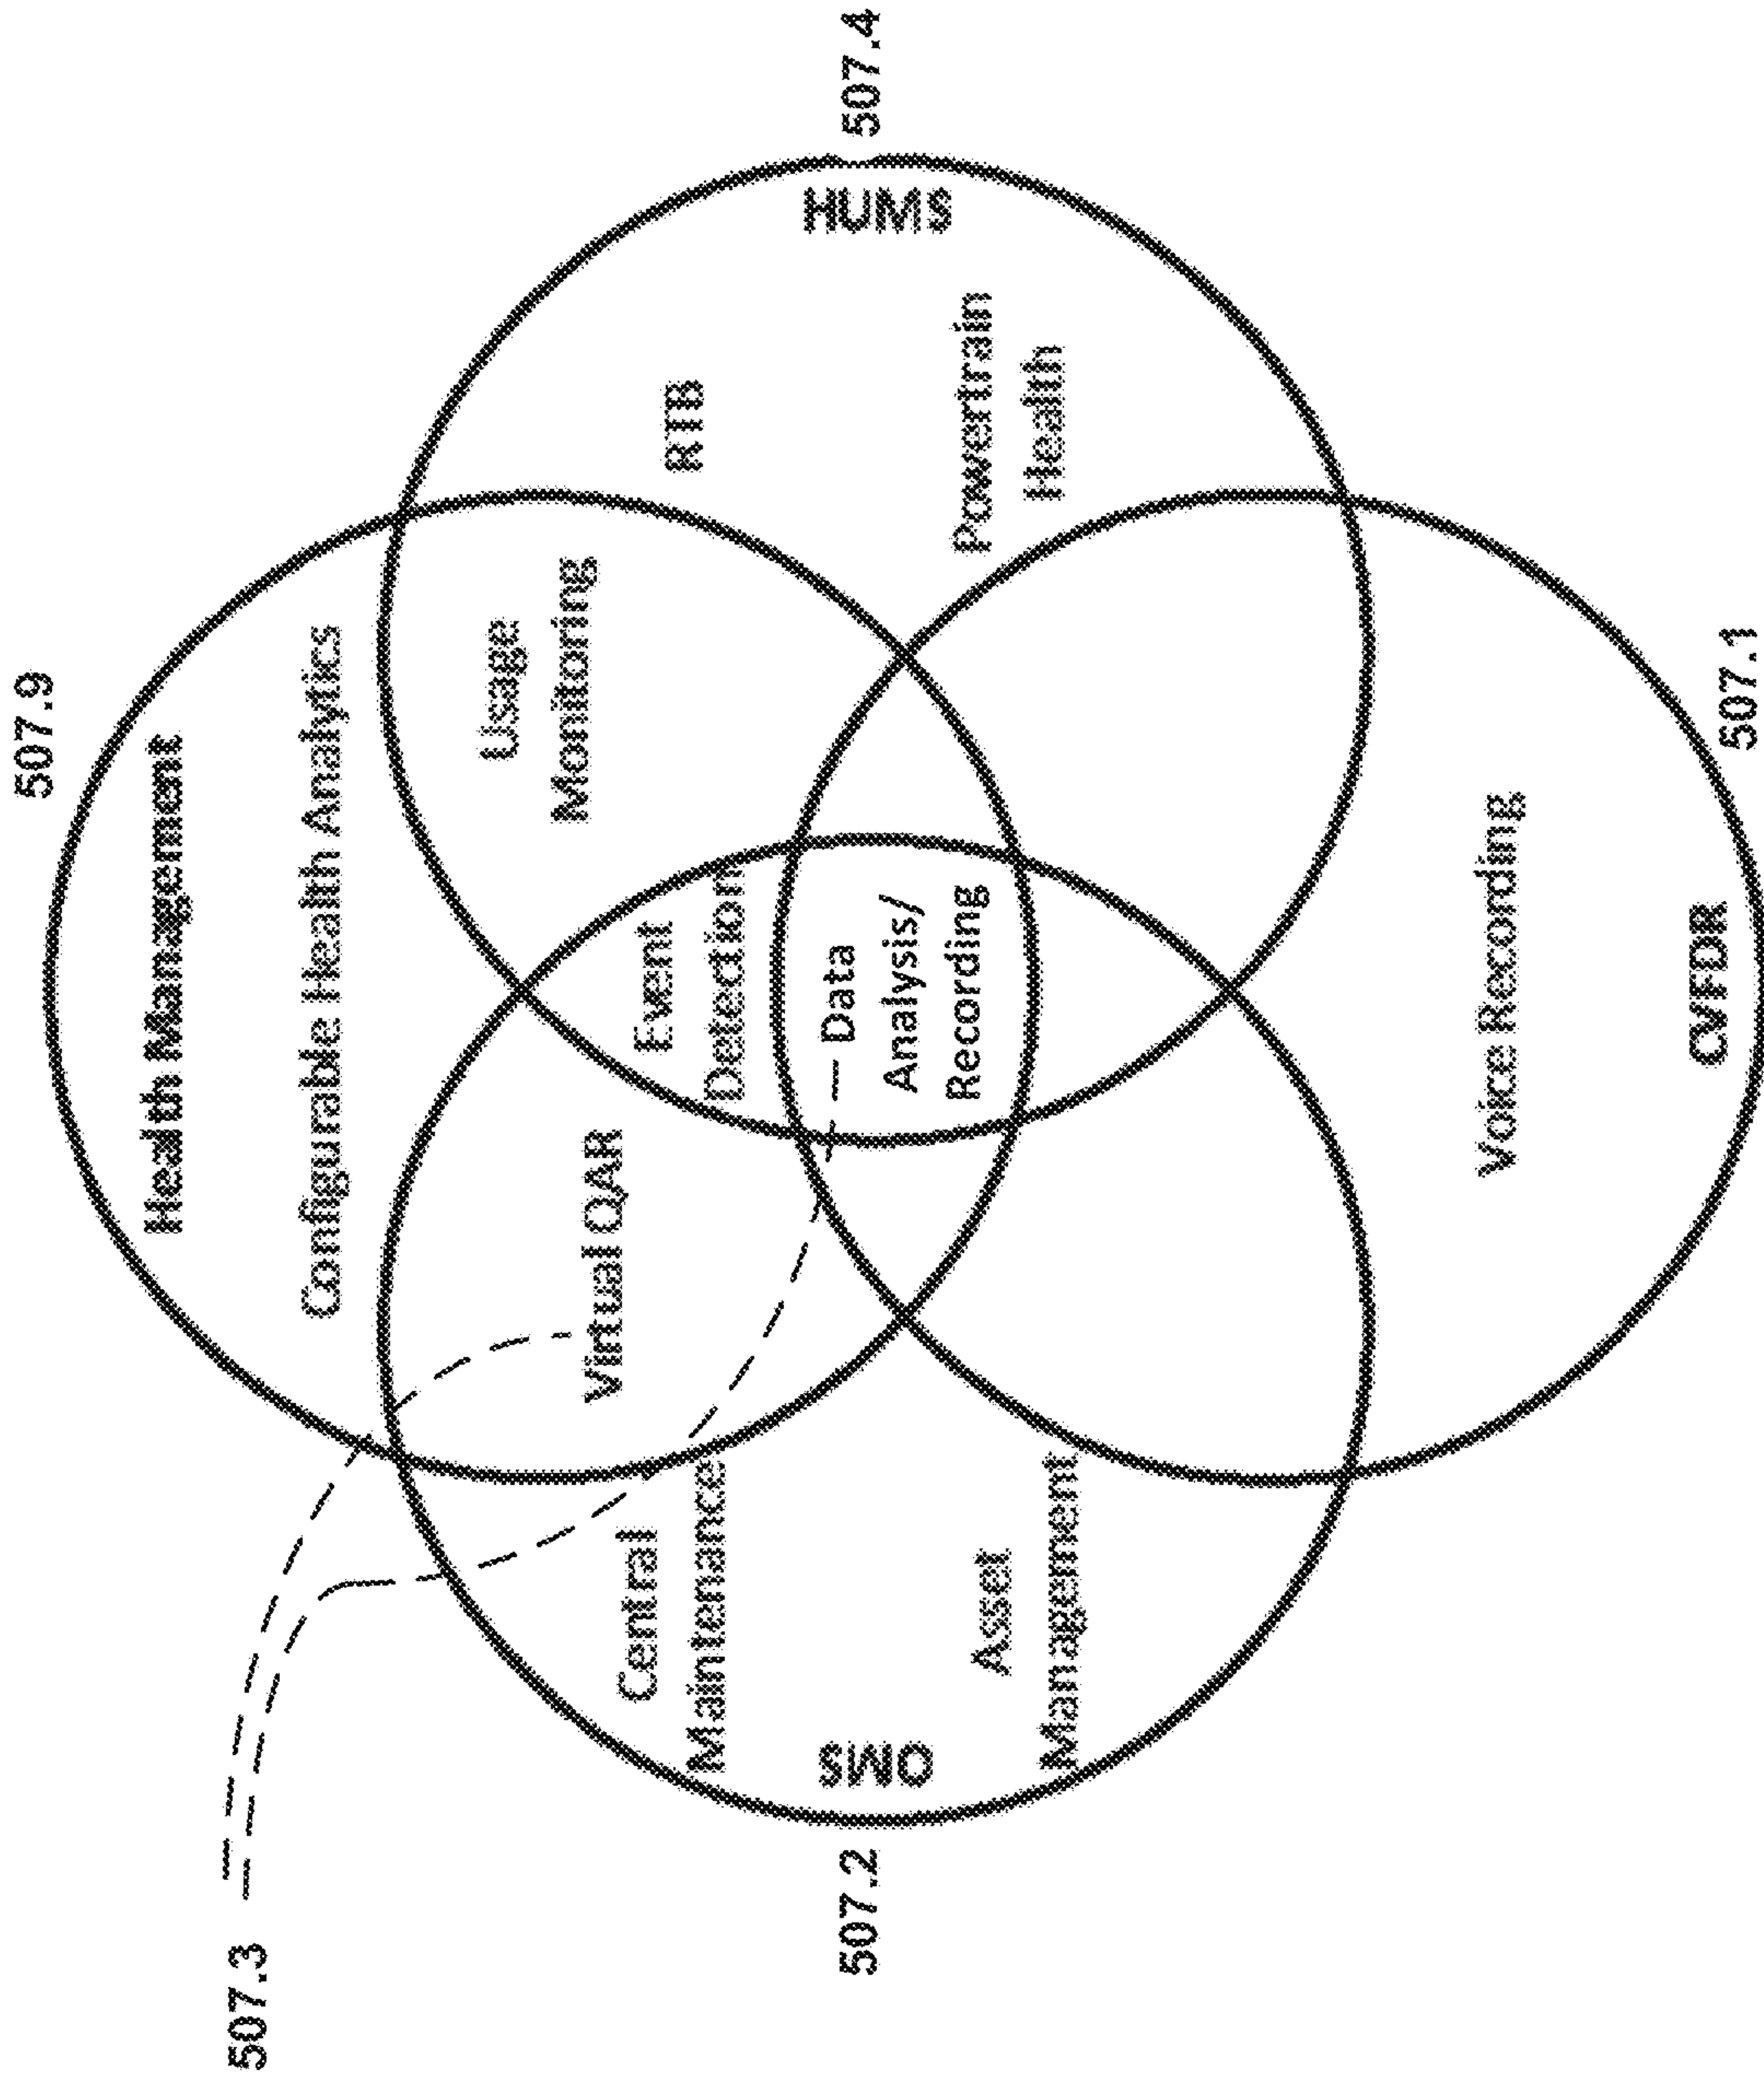 507.9
Health Management
507.3
Configurable Health Analytics
Usage
Monitoring
Virtual QAR
Central
Maintenance
Event
Detection
RTB
507.2
OMS
Data
Analysis/
Recording
HUMS
507.4
Asset
Management
Powertrain
Health
Voice Recording
CVFDR
507.1